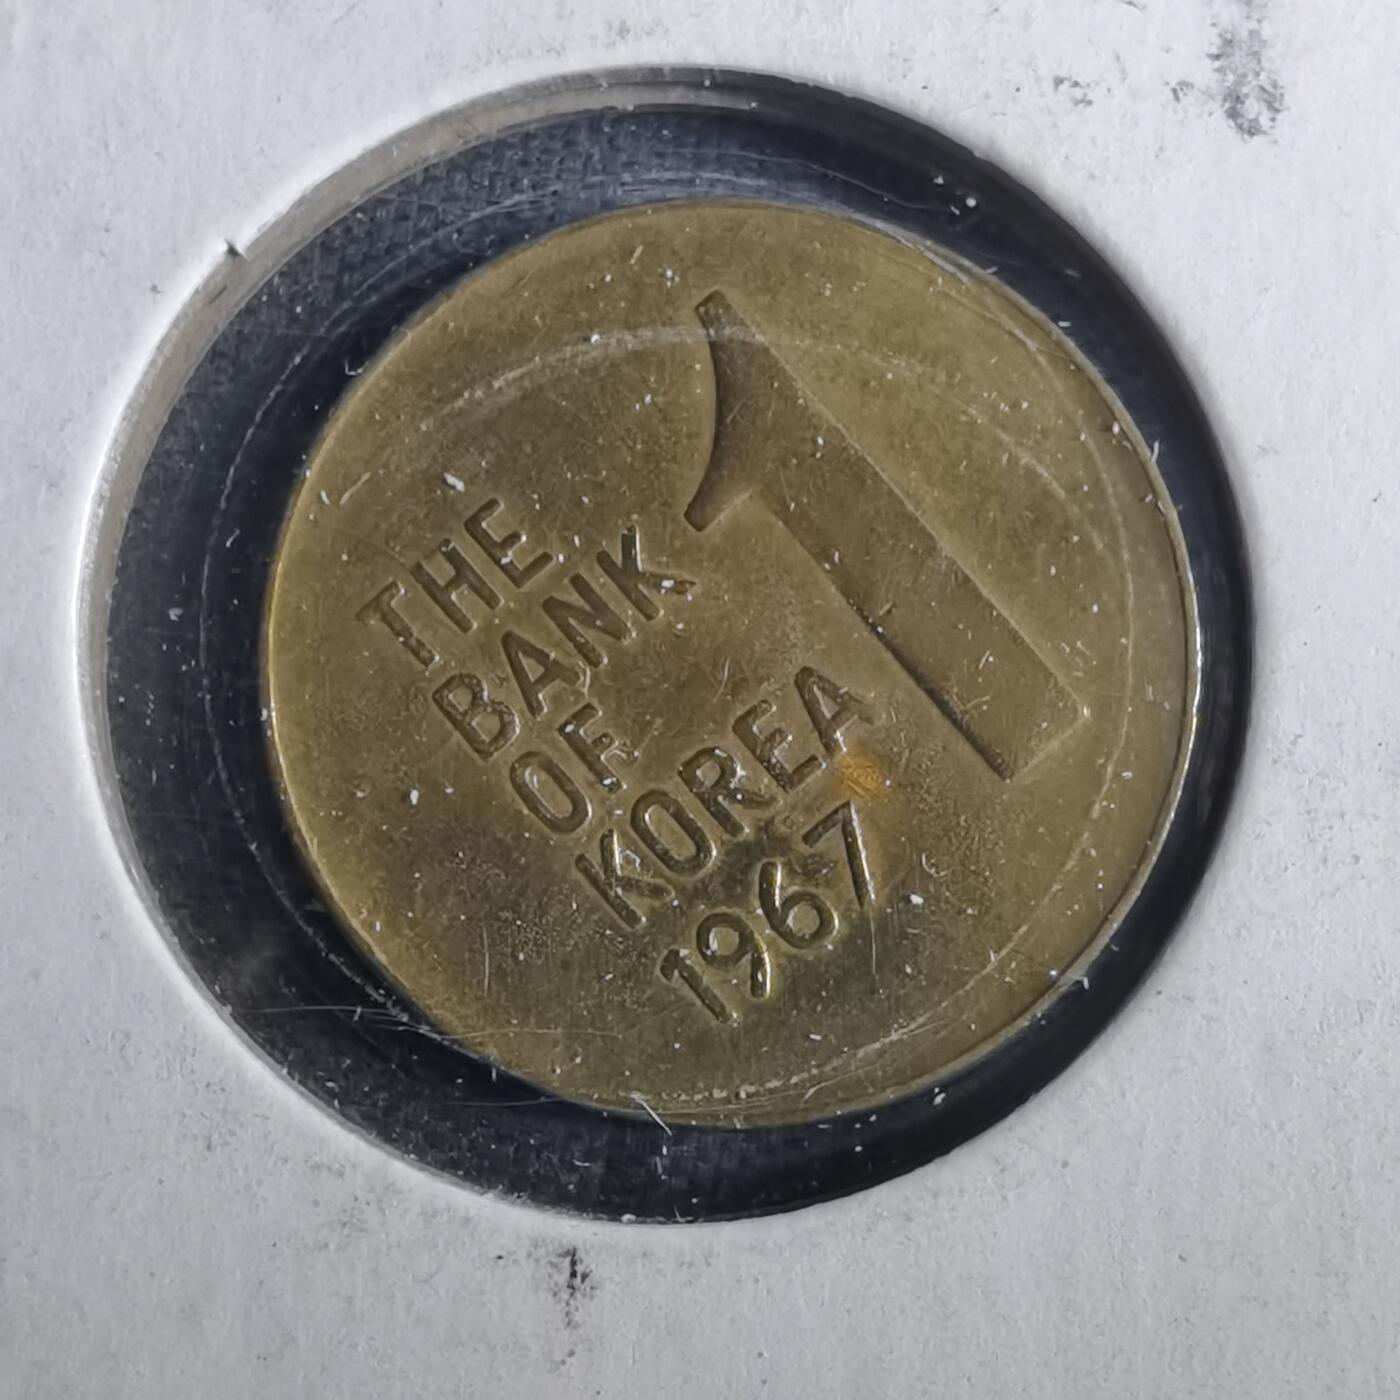 1
THE
BANK
OF
KOREA
1967